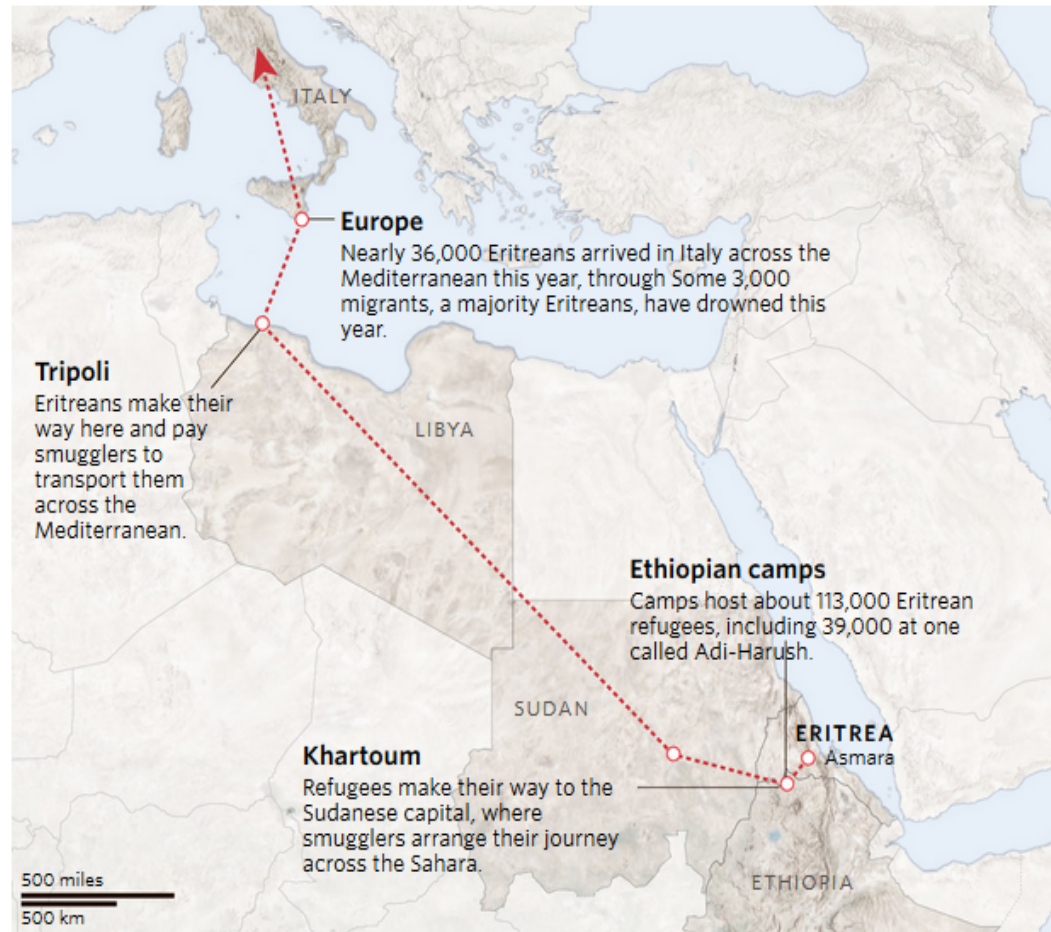 ITALY
Europe
Nearly 36,000 Eritreans arrived in Italy across the
Mediterranean this year, through Some 3,000
migrants, a majority Eritreans, have drowned this
year.
Tripoli
Eritreans make their
way here and pay
smugglers to
transport them
across the
Mediterranean.
LIBYA
Ethiopian camps
Camps host about 113,000 Eritrean
refugees, including 39,000 at one
called Adi-Harush.
SUDAN
ERITREA
Asmara
Khartoum
Refugees make their way to the
Sudanese capital, where
smugglers arrange their journey
across the Sahara.
ETHIOPIA
500 miles
500 km